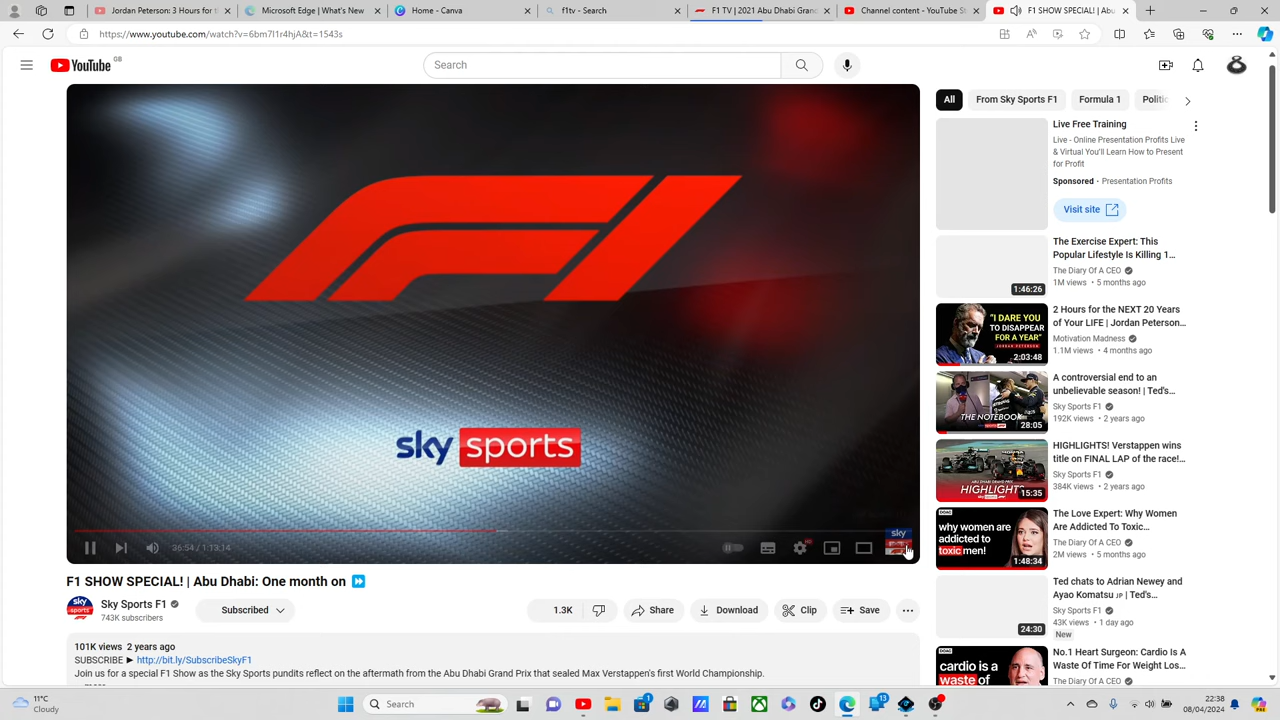 Jordan Peterson: 3 Hours for t
Microsoft Edge | What's New
Home - Canva
f1tv - Search
F1 TV | 2021 Abu Dhabi Gran
Channel content - YouTube St
F1 SHOW SPECIAL! | Abu D
https://www.youtube.com/watch?v=6bm7I1r4hjA&t=1543s
YouTube GB
Search
All
From Sky Sports F1
Formula 1
Politic
Live Free Training
Live - Online Presentation Profits Live
& Virtual You'll Learn How to Present
for Profit
Sponsored • Presentation Profits
Visit site
The Exercise Expert: This
Popular Lifestyle Is Killing 1…
The Diary Of A CEO
1M views • 5 months ago
1:46:26
"I DARE YOU
TO DISAPPEAR
FOR A YEAR"
JORDAN PETERSON
2:03:48
2 Hours for the NEXT 20 Years
of Your LIFE | Jordan Peterson…
Motivation Madness
1.1M views • 4 months ago
THE NOTEBOOK
28:05
A controversial end to an
unbelievable season! | Ted's…
Sky Sports F1
192K views • 2 years ago
ABU DHABI GRAND PRIX
HIGHLIGHTS
15:35
HIGHLIGHTS! Verstappen wins
title on FINAL LAP of the race!…
Sky Sports F1
384K views • 2 years ago
DOAC
why women are
addicted to
toxic men!
1:48:34
The Love Expert: Why Women
Are Addicted To Toxic…
The Diary Of A CEO
2M views • 5 months ago
24:30
Ted chats to Adrian Newey and
Ayao Komatsu JP | Ted's…
Sky Sports F1
43K views • 1 day ago
New
DOAC
cardio is a
waste of
No.1 Heart Surgeon: Cardio Is A
Waste Of Time For Weight Los…
The Diary Of A CEO
F1
sky sports
36:54 / 1:13:14
HD
sky
F1 SHOW SPECIAL! | Abu Dhabi: One month on
Sky Sports F1
743K subscribers
Subscribed
1.3K
Share
Download
Clip
Save
101K views 2 years ago
SUBSCRIBE ► http://bit.ly/SubscribeSkyF1
Join us for a special F1 Show as the Sky Sports pundits reflect on the aftermath from the Abu Dhabi Grand Prix that sealed Max Verstappen's first World Championship.
11°C
Cloudy
Search
1
13
22:38
08/04/2024